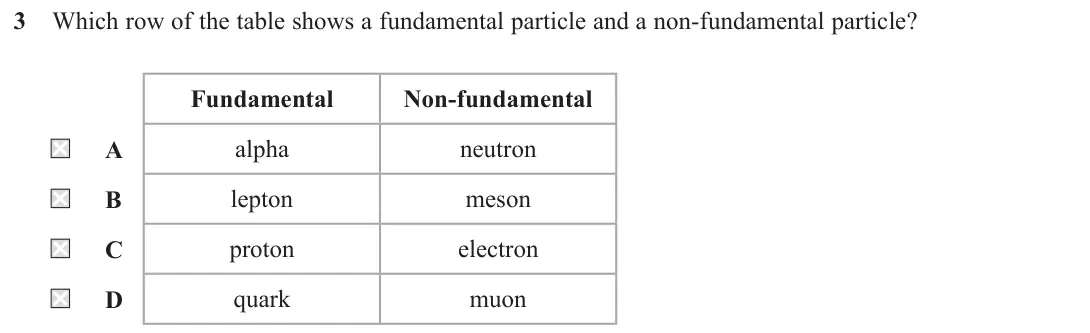 3 Which row of the table shows a fundamental particle and a non-fundamental particle?
Fundamental Non-fundamental
A alpha neutron
B lepton meson
C proton electron
D quark muon